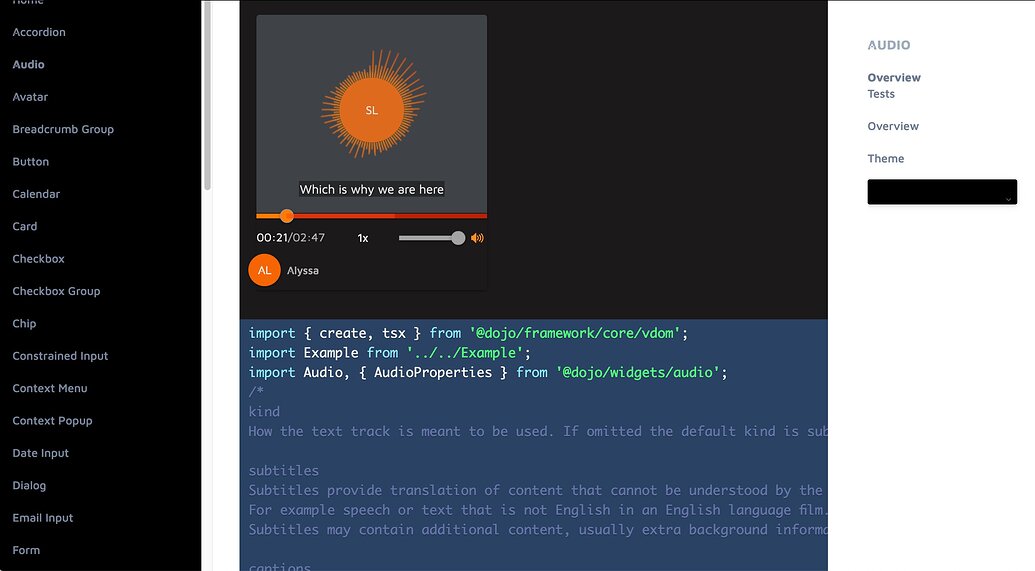 Home
Accordion
Audio
Avatar
Breadcrumb Group
Button
Calendar
Card
Checkbox
Checkbox Group
Chip
Constrained Input
Context Menu
Context Popup
Date Input
Dialog
Email Input
Form
SL
Which is why we are here
00:21/02:47 1x
AL Alyssa
import { create, tsx } from '@dojo/framework/core/vdom';
import Example from '../../Example';
import Audio, { AudioProperties } from '@dojo/widgets/audio';
/*
kind
How the text track is meant to be used. If omitted the default kind is sub
subtitles
Subtitles provide translation of content that cannot be understood by the
For example speech or text that is not English in an English language film.
Subtitles may contain additional content, usually extra background informa
captions
AUDIO
Overview
Tests
Overview
Theme